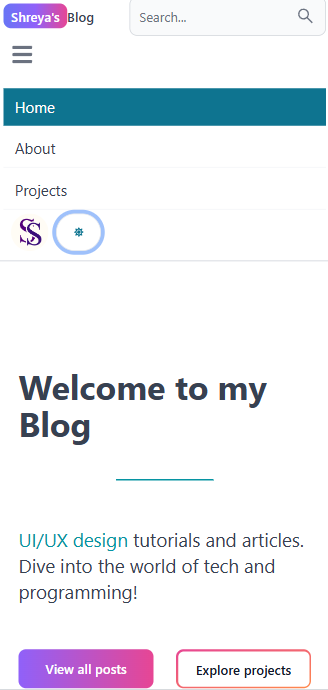 Shreya's Blog
Search...
Home
About
Projects
SS
Welcome to my
Blog
UI/UX design tutorials and articles.
Dive into the world of tech and
programming!
View all posts
Explore projects